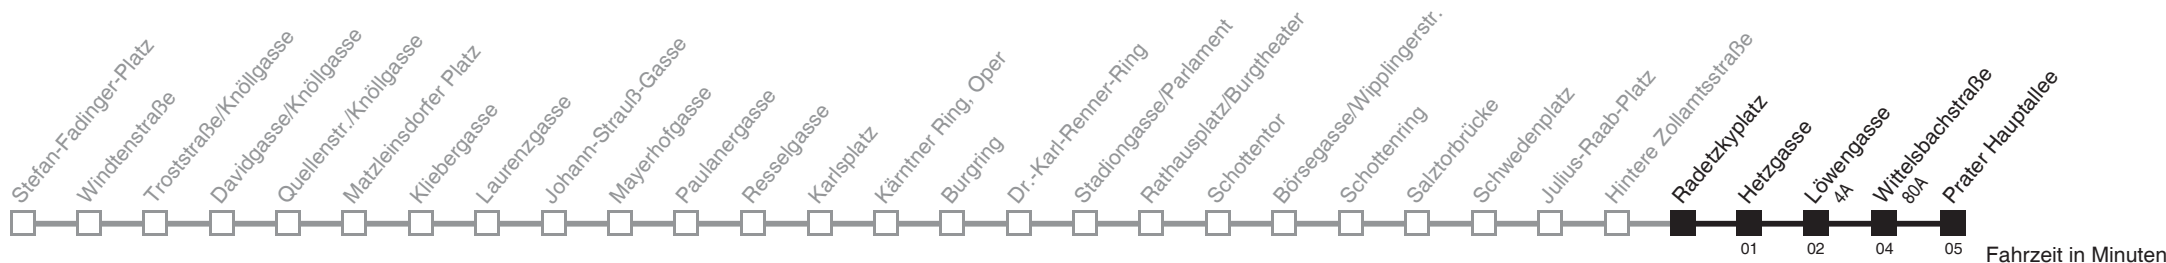 Stefan-Fadinger-Platz
Windtenstraße
Troststraße/Knöllgasse
Davidgasse/Knöllgasse
Quellenstr./Knöllgasse
Matzleinsdorfer Platz
Kliebergasse
Laurenzgasse
Johann-Strauß-Gasse
Mayerhofgasse
Paulanergasse
Resselgasse
Karlsplatz
Kärntner Ring, Oper
Burgring
Dr.-Karl-Renner-Ring
Stadiongasse/Parlament
Rathausplatz/Burgtheater
Schottentor
Börsegasse/Wipplingerstr.
Schottenring
Salztorbrücke
Schwedenplatz
Julius-Raab-Platz
Hintere Zollamtsstraße
Radetzkyplatz
Hetzgasse
Löwengasse
4A
Wittelsbachstraße
80A
Prater Hauptallee
01 02 04 05 Fahrzeit in Minuten